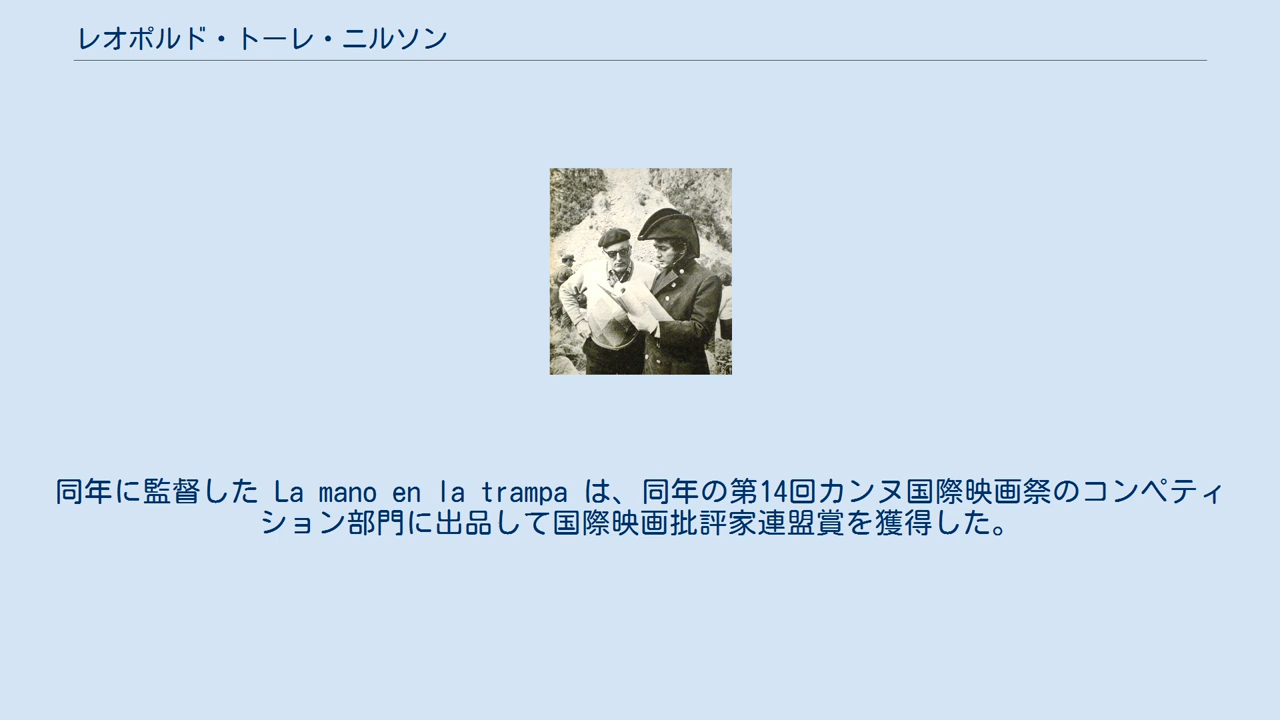 レオポルド・トーレ・ニルソン
同年に監督した La mano en la trampa は、同年の第14回カンヌ国際映画祭のコンペティ
ション部門に出品して国際映画批評家連盟賞を獲得した。